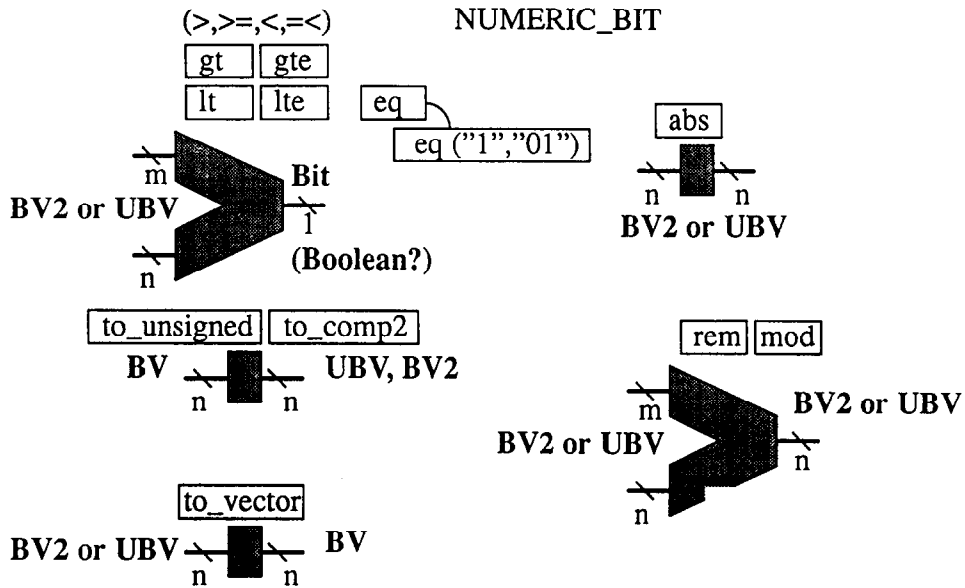 (>,>=,<,=<)
NUMERIC_BIT
gt gte
lt lte
eq
eq ("1","01")
abs
m
BV2 or UBV
n
Bit
1
(Boolean?)
n n
BV2 or UBV
to_unsigned to_comp2
BV
n n
UBV, BV2
rem mod
m
BV2 or UBV
n
BV2 or UBV
n
to_vector
BV2 or UBV
n n
BV